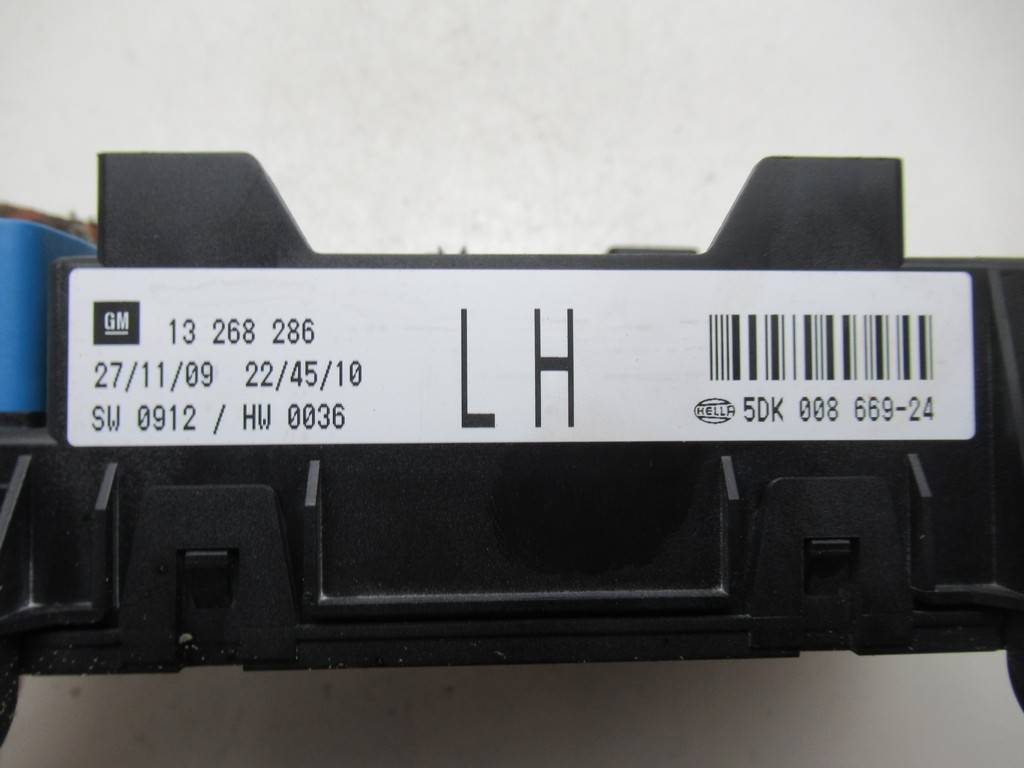 GM 13 268 286
27/11/09 22/45/10
SW 0912 / HW 0036
LH
HELLA 5DK 008 669-24